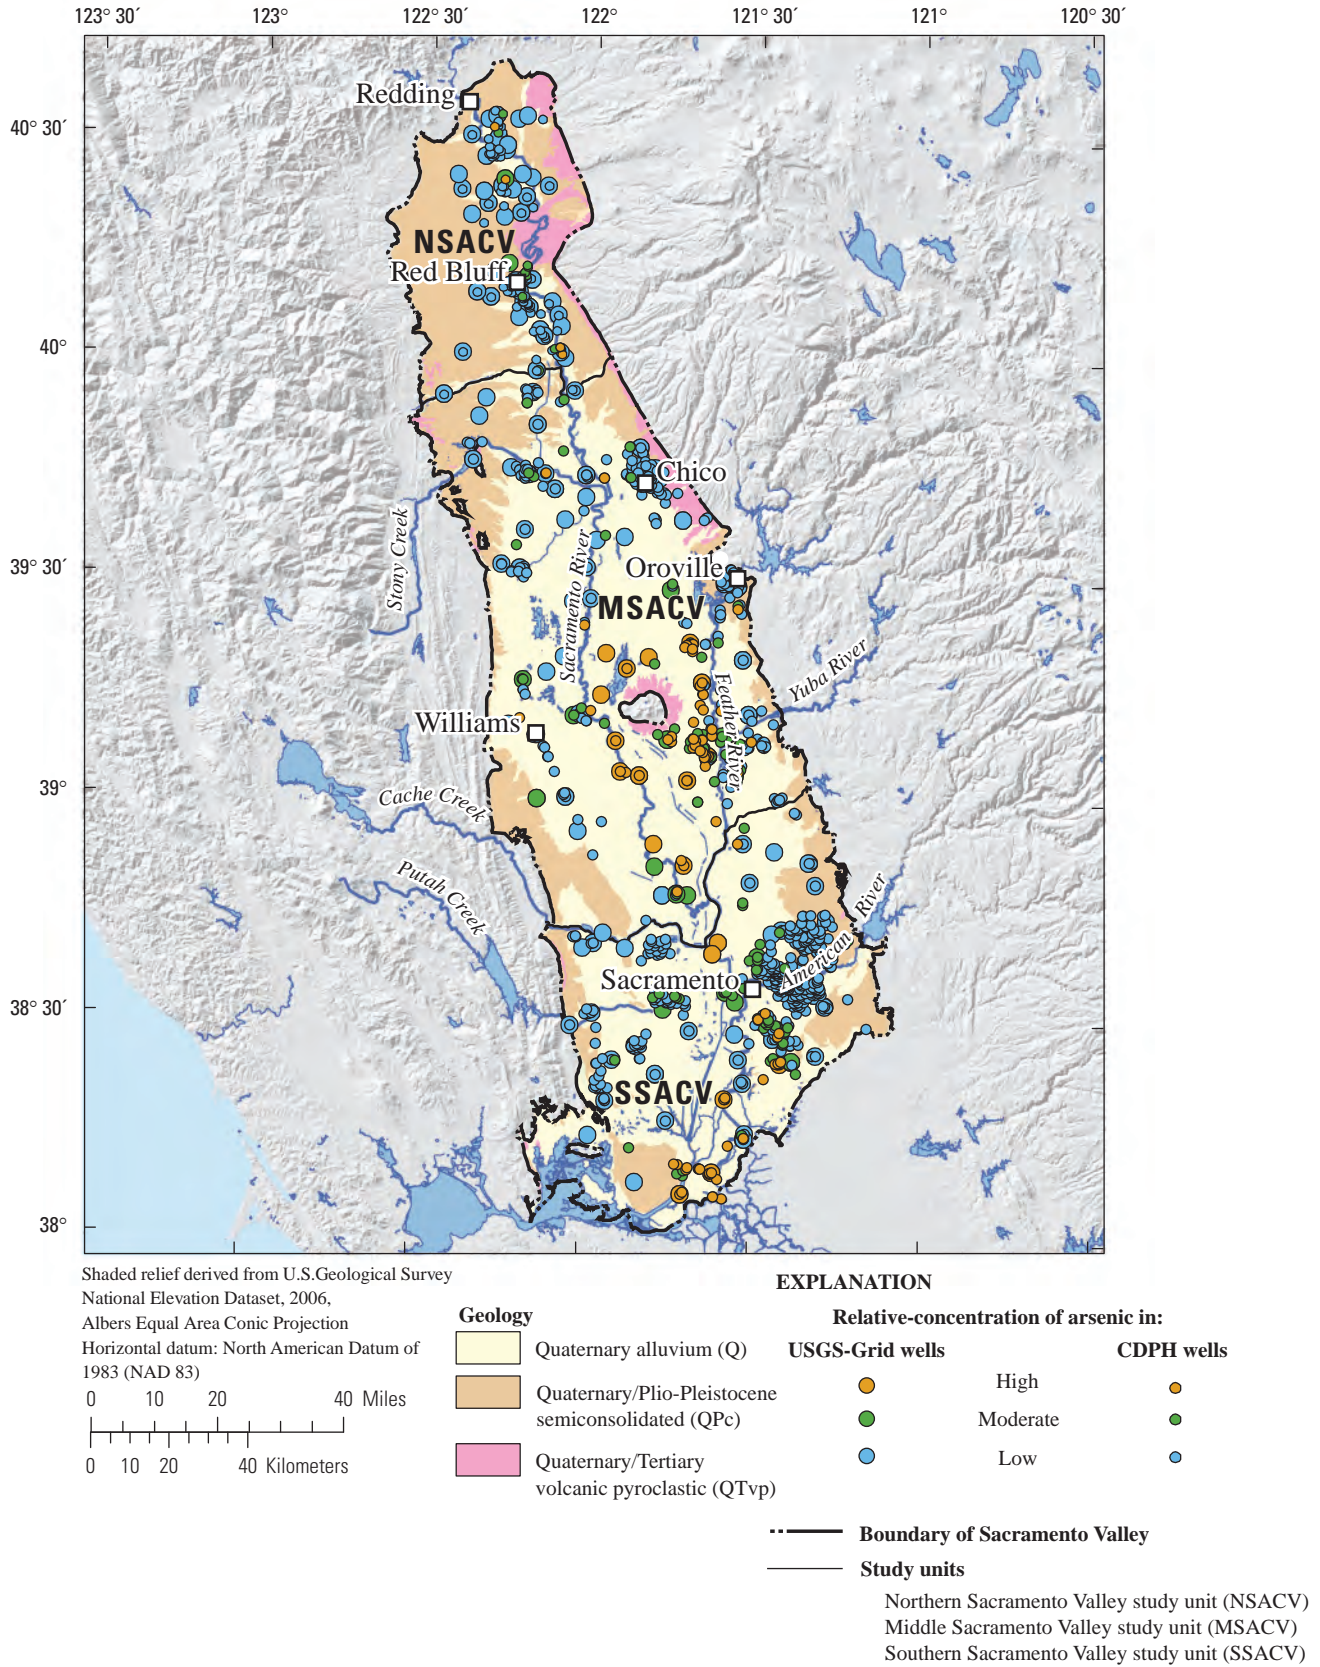 123° 30´ 123° 122° 30´ 122 121° 30´ 121° 120° 30´
Redding
40° 30´
NSACV
Red Bluff
40°
Chico
Stony Creek
Sacramento River
39° 30´
Oroville
MSACV
Feather River
Yuba River
Williams
39°
Cache Creek
Putah Creek
American River
Sacramento
38° 30´
SSACV
38°
Shaded relief derived from U.S.Geological Survey
National Elevation Dataset, 2006,
Albers Equal Area Conic Projection
Horizontal datum: North American Datum of
1983 (NAD 83)
0 10 20 40 Miles
0 10 20 40 Kilometers
EXPLANATION
Geology
Quaternary alluvium (Q)
Quaternary/Plio-Pleistocene
semiconsolidated (QPc)
Quaternary/Tertiary
volcanic pyroclastic (QTvp)
Relative-concentration of arsenic in:
USGS-Grid wells CDPH wells
High
Moderate
Low
Boundary of Sacramento Valley
Study units
Northern Sacramento Valley study unit (NSACV)
Middle Sacramento Valley study unit (MSACV)
Southern Sacramento Valley study unit (SSACV)